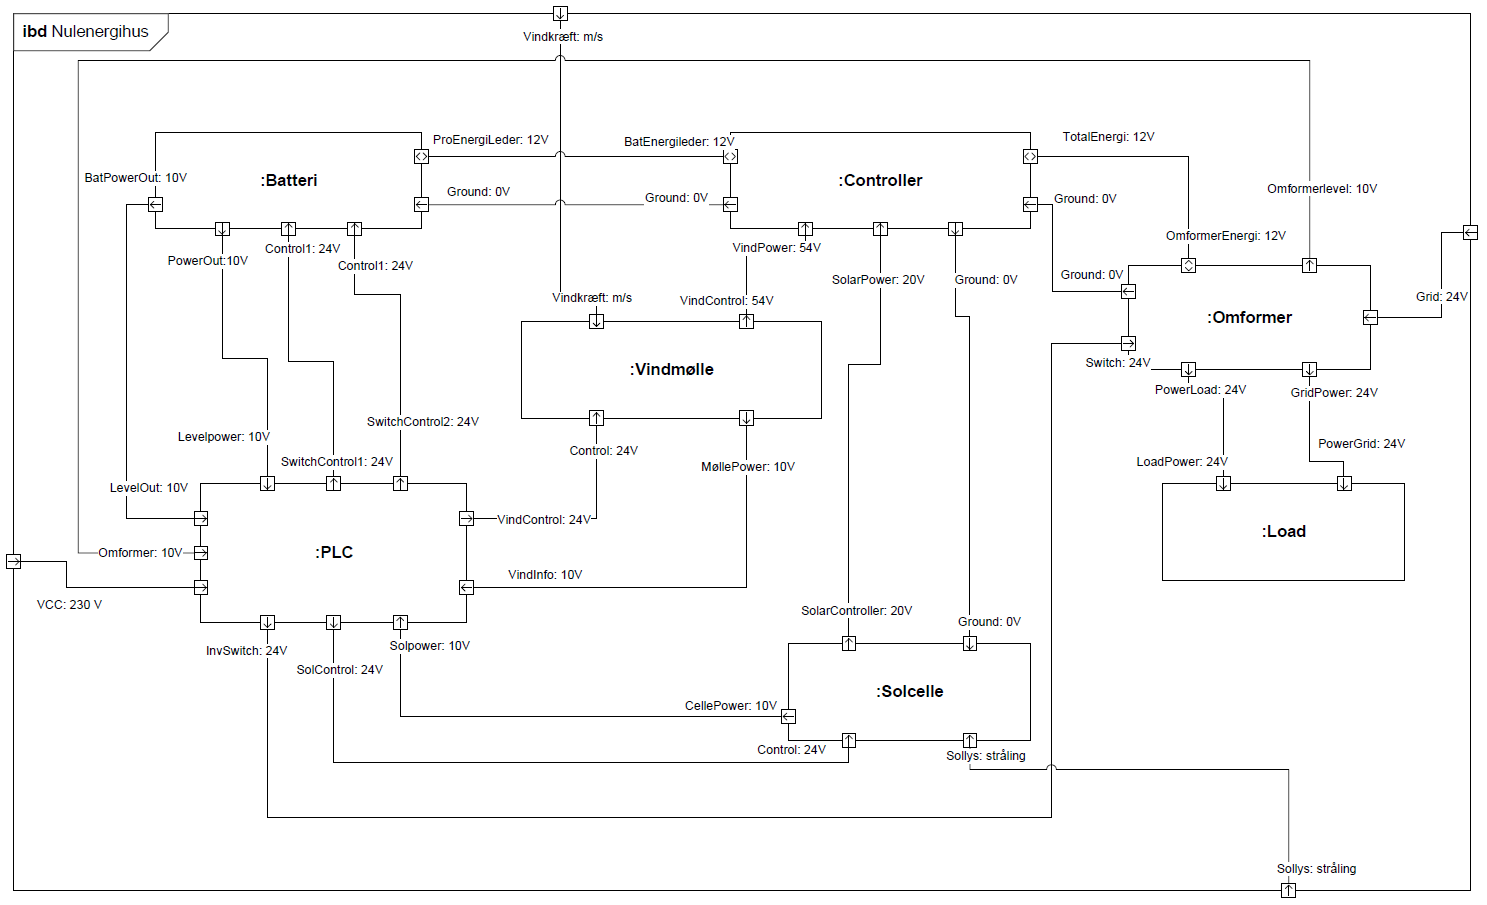 ibd Nulenergihus
Vindkræft: m/s
ProEnergiLeder: 12V
BatEnergileder: 12V
TotalEnergi: 12V
BatPowerOut: 10V
:Batteri
:Controller
Omformerlevel: 10V
Ground: 0V
Ground: 0V
Ground: 0V
PowerOut:10V
Control1: 24V
Control1: 24V
VindPower: 54V
OmformerEnergi: 12V
SolarPower: 20V
Ground: 0V
Ground: 0V
Vindkræft: m/s
VindControl: 54V
Grid: 24V
:Omformer
:Vindmølle
Switch: 24V
PowerLoad: 24V
GridPower: 24V
Levelpower: 10V
SwitchControl2: 24V
Control: 24V
PowerGrid: 24V
SwitchControl1: 24V
MøllePower: 10V
LoadPower: 24V
LevelOut: 10V
VindControl: 24V
:Load
Omformer: 10V
:PLC
VindInfo: 10V
VCC: 230 V
SolarController: 20V
Ground: 0V
InvSwitch: 24V
Solpower: 10V
SolControl: 24V
:Solcelle
CellePower: 10V
Control: 24V
Sollys: stråling
Sollys: stråling